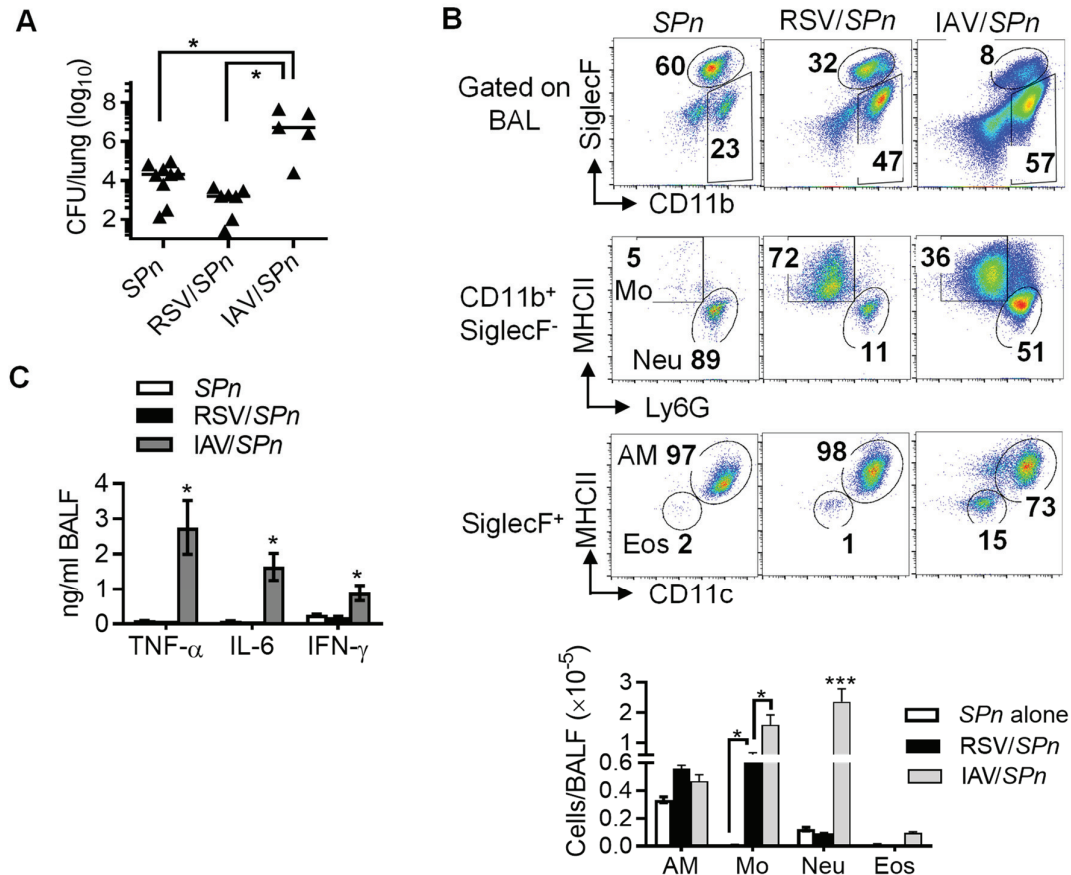 A
CFU/lung (log10)
8
6
4
2
*
*
SPn
RSV/SPn
IAV/SPn
B
SPn
RSV/SPn
IAV/SPn
Gated on
BAL
SiglecF
CD11b
60
23
32
47
8
57
CD11b+
SiglecF-
MHCII
Ly6G
5
Mo
Neu 89
72
11
36
51
SiglecF+
MHCII
CD11c
AM 97
Eos 2
98
1
73
15
Cells/BALF (×10-5)
3
2
1
0.6
0.4
0.2
0.0
*
*
***
AM
Mo
Neu
Eos
SPn alone
RSV/SPn
IAV/SPn
C
SPn
RSV/SPn
IAV/SPn
ng/ml BALF
4
3
2
1
0
*
*
*
TNF-α
IL-6
IFN-γ